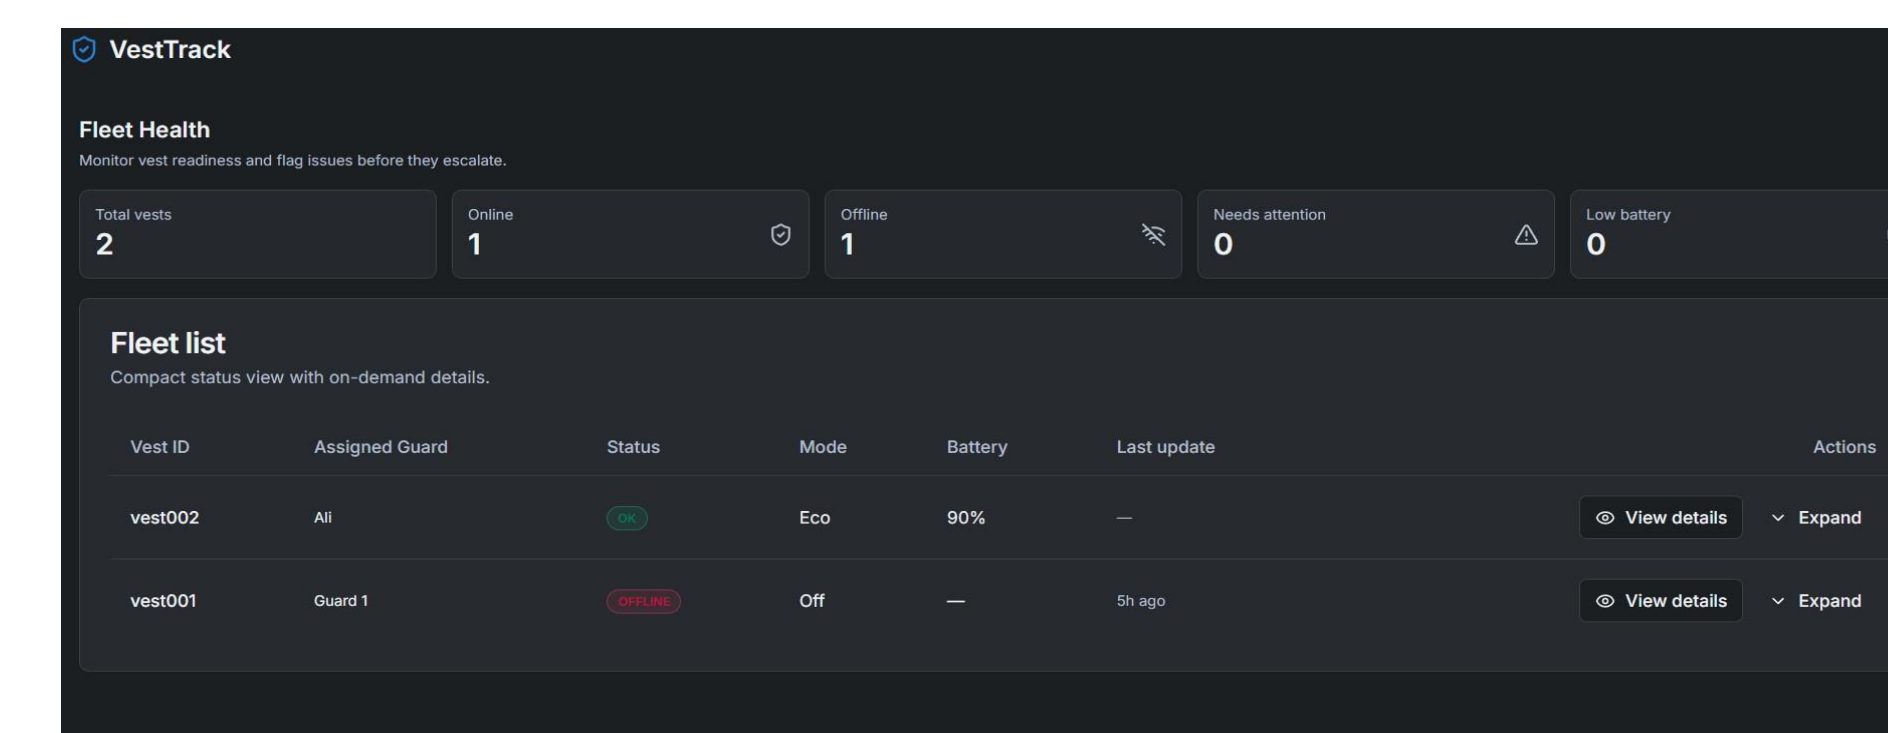 VestTrack
Fleet Health
Monitor vest readiness and flag issues before they escalate.
Total vests
2
Online
1
Offline
1
Needs attention
0
Low battery
0
Fleet list
Compact status view with on-demand details.
Vest ID Assigned Guard Status Mode Battery Last update Actions
vest002 Ali OK Eco 90% — View details Expand
vest001 Guard 1 OFFLINE Off — 5h ago View details Expand